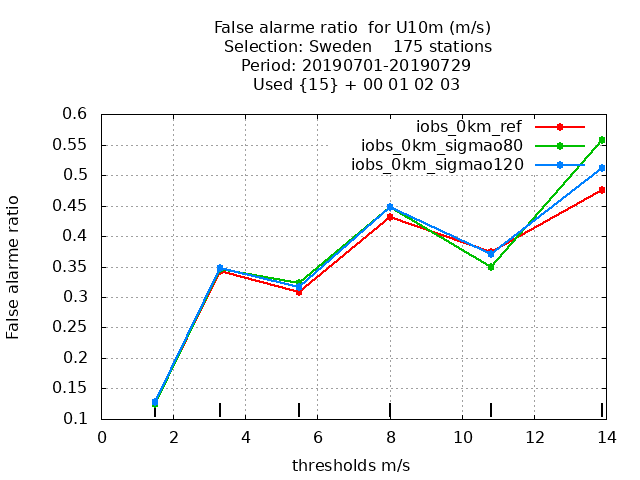 False alarme ratio  for U10m (m/s)
Selection: Sweden    175 stations
Period: 20190701-20190729
Used {15} + 00 01 02 03
iobs_0km_ref
iobs_0km_sigmao80
iobs_0km_sigmao120
False alarme ratio
0.6
0.55
0.5
0.45
0.4
0.35
0.3
0.25
0.2
0.15
0.1
0 2 4 6 8 10 12 14
thresholds m/s